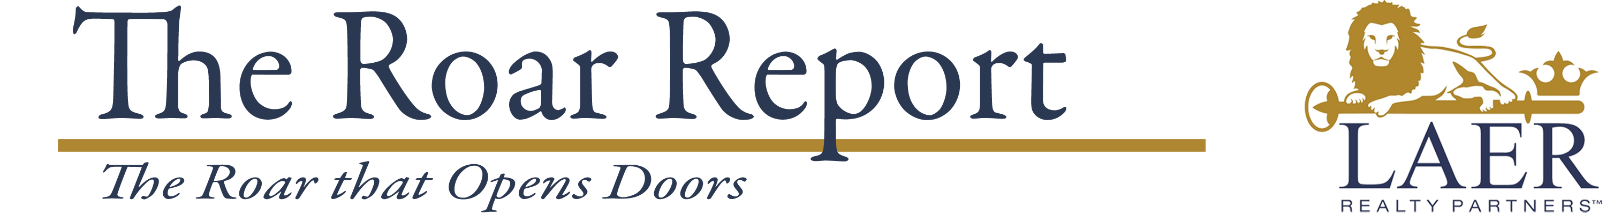 The Roar Report
The Roar that Opens Doors
LAER
REALTY PARTNERS™